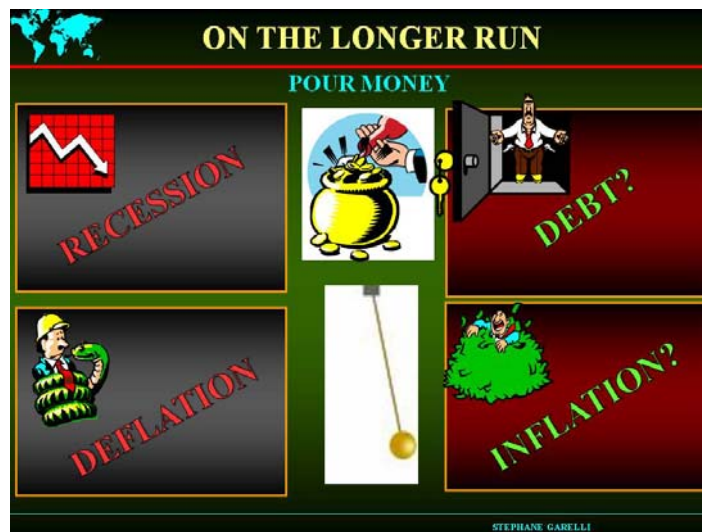 ON THE LONGER RUN
POUR MONEY
RECESSION
DEBT?
DEFLATION
INFLATION?
STEPHANE GARELLI